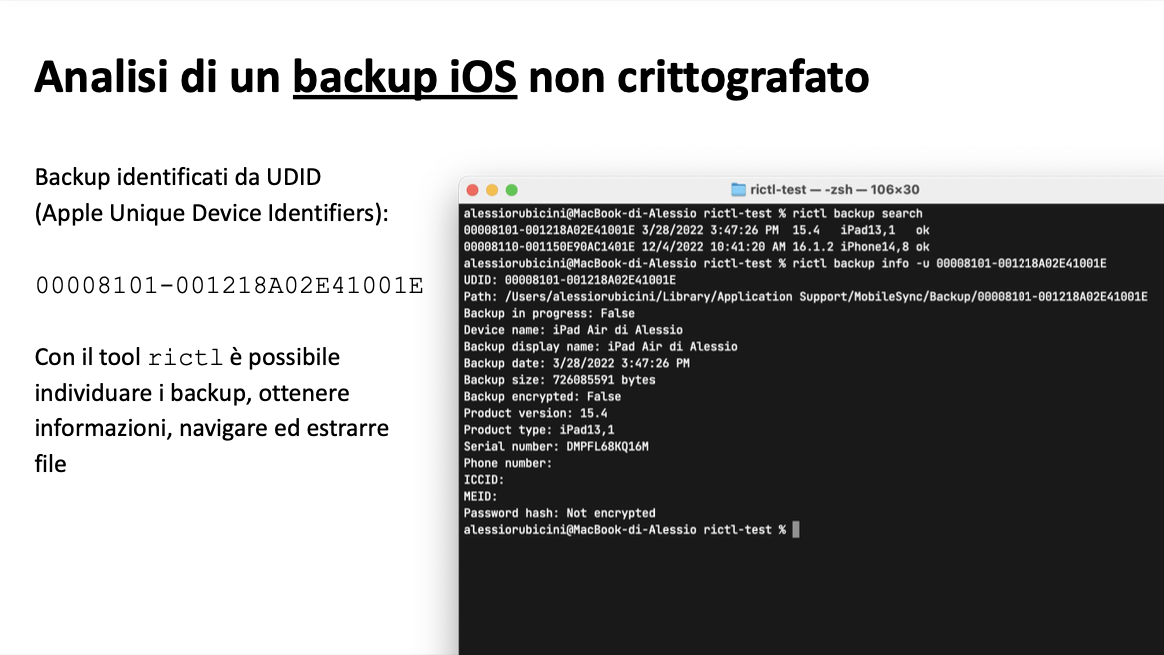 Analisi di un backup iOS non crittografato
Backup identificati da UDID
(Apple Unique Device Identifiers):
00008101-001218A02E41001E
Con il tool rictl è possibile
individuare i backup, ottenere
informazioni, navigare ed estrarre
file
rictl-test — -zsh — 106×30
alessiorubicini@MacBook-di-Alessio rictl-test % rictl backup search
00008101-001218A02E41001E 3/28/2022 3:47:26 PM  15.4   iPad13,1   ok
00008110-001150E90AC1401E 12/4/2022 10:41:20 AM 16.1.2 iPhone14,8 ok
alessiorubicini@MacBook-di-Alessio rictl-test % rictl backup info -u 00008101-001218A02E41001E
UDID: 00008101-001218A02E41001E
Path: /Users/alessiorubicini/Library/Application Support/MobileSync/Backup/00008101-001218A02E41001E
Backup in progress: False
Device name: iPad Air di Alessio
Backup display name: iPad Air di Alessio
Backup date: 3/28/2022 3:47:26 PM
Backup size: 726085591 bytes
Backup encrypted: False
Product version: 15.4
Product type: iPad13,1
Serial number: DMPFL68KQ16M
Phone number:
ICCID:
MEID:
Password hash: Not encrypted
alessiorubicini@MacBook-di-Alessio rictl-test %